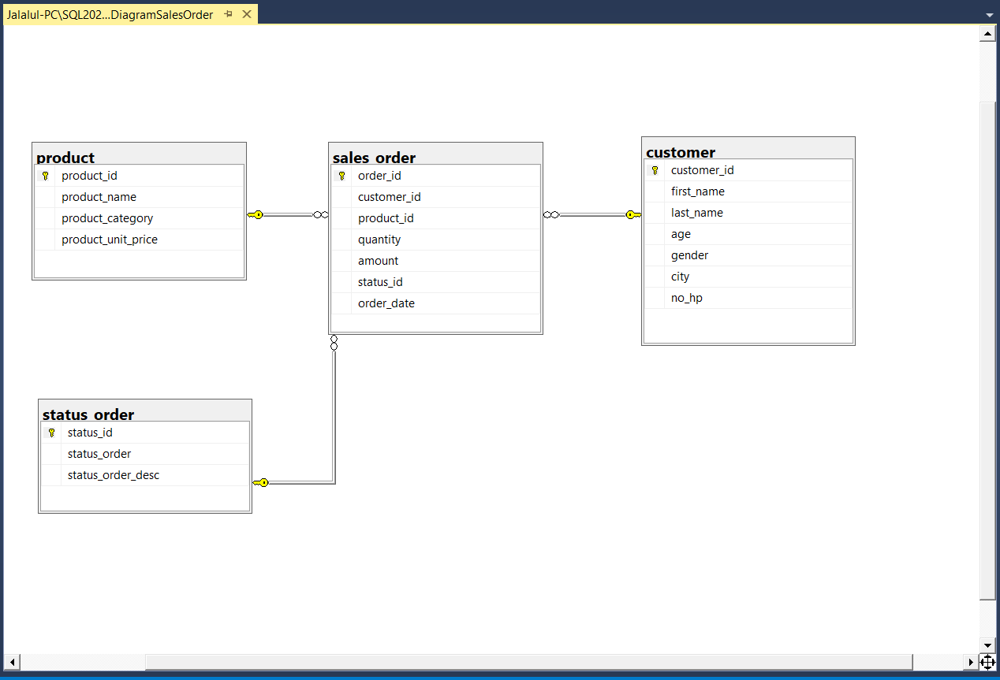 Jalalul-PC\SQL202...DiagramSalesOrder
product
product_id
product_name
product_category
product_unit_price
sales_order
order_id
customer_id
product_id
quantity
amount
status_id
order_date
customer
customer_id
first_name
last_name
age
gender
city
no_hp
status_order
status_id
status_order
status_order_desc